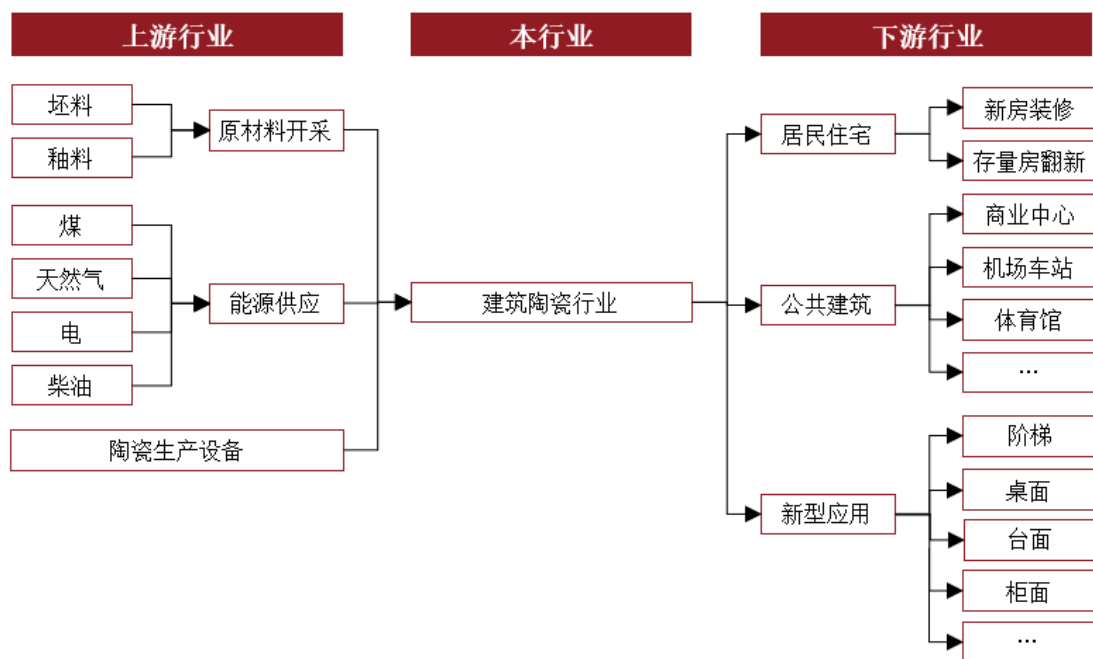 上游行业
本行业
下游行业
坯料
釉料
原材料开采
煤
天然气
电
柴油
能源供应
陶瓷生产设备
建筑陶瓷行业
居民住宅
新房装修
存量房翻新
公共建筑
商业中心
机场车站
体育馆
…
新型应用
阶梯
桌面
台面
柜面
…